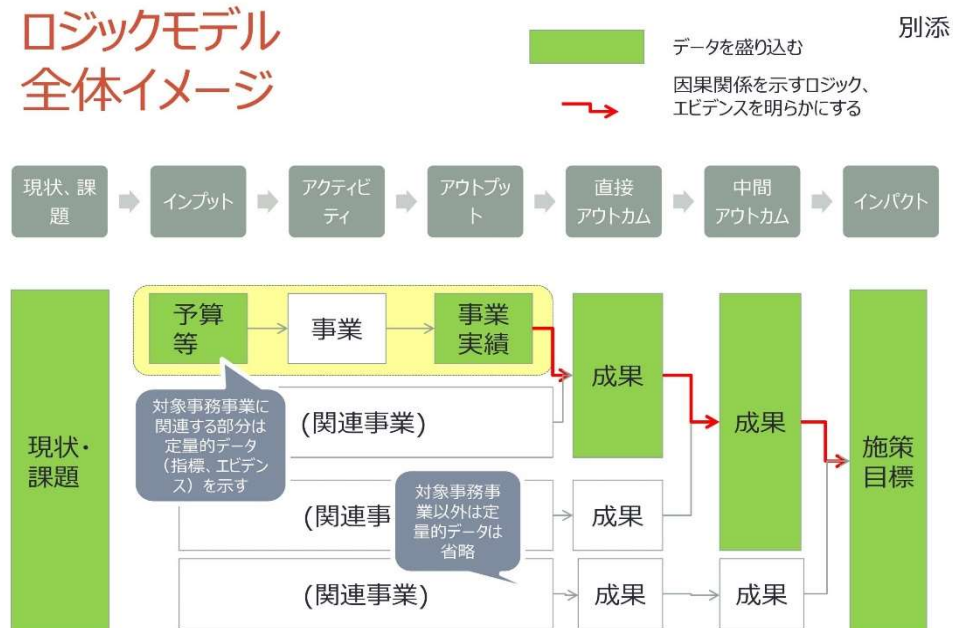 ロジックモデル
全体イメージ
別添
データを盛り込む
因果関係を示すロジック、
エビデンスを明らかにする
現状、課
題
インプット
アクティビ
ティ
アウトプッ
ト
直接
アウトカム
中間
アウトカム
インパクト
現状・
課題
予算
等
事業
事業
実績
成果
成果
施策
目標
対象事務事業に
関連する部分は
定量的データ
（指標、エビデン
ス）を示す
(関連事業)
(関連事
対象事務事
業以外は定
量的データは
省略
成果
(関連事業)
成果
成果